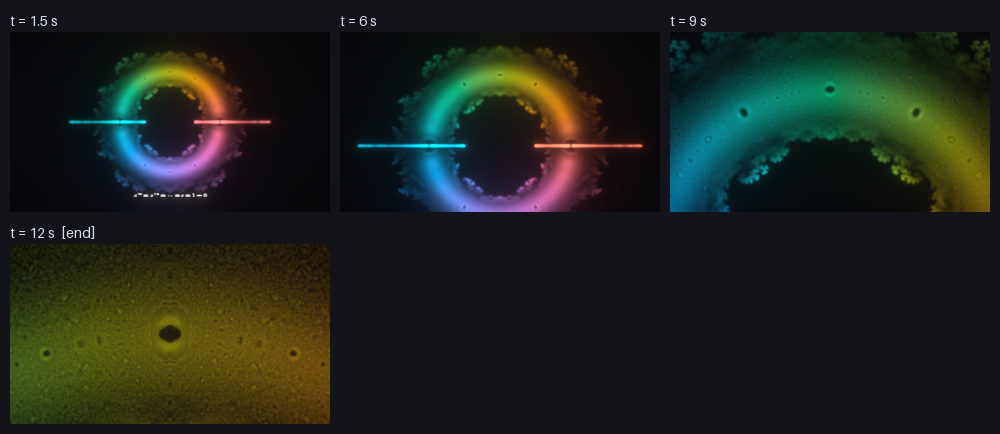 t = 1.5 s
t = 6 s
t = 9 s
t = 12 s [end]